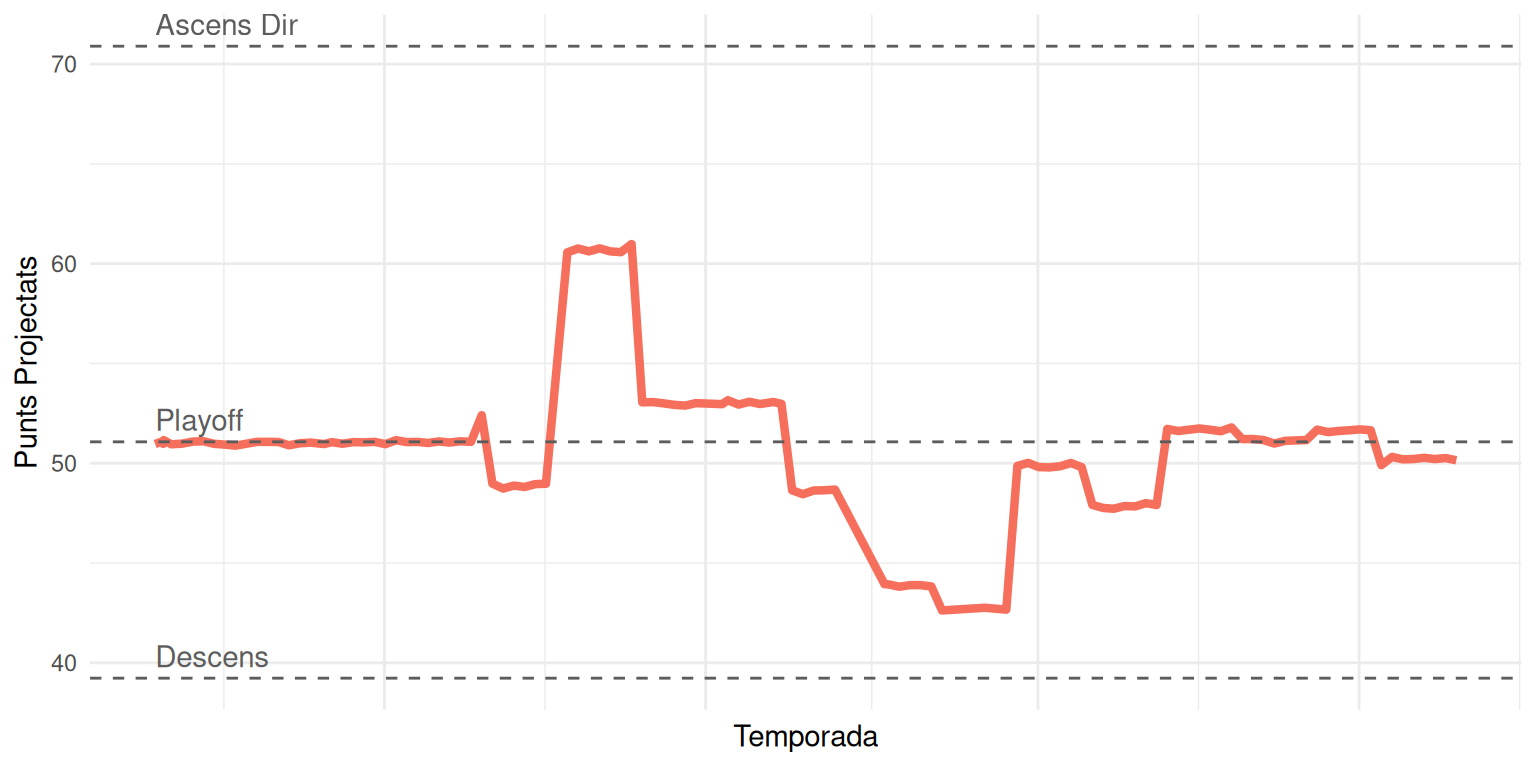 Ascens Dir
70
60
Punts Projectats
Playoff
50
Descens
40
Temporada